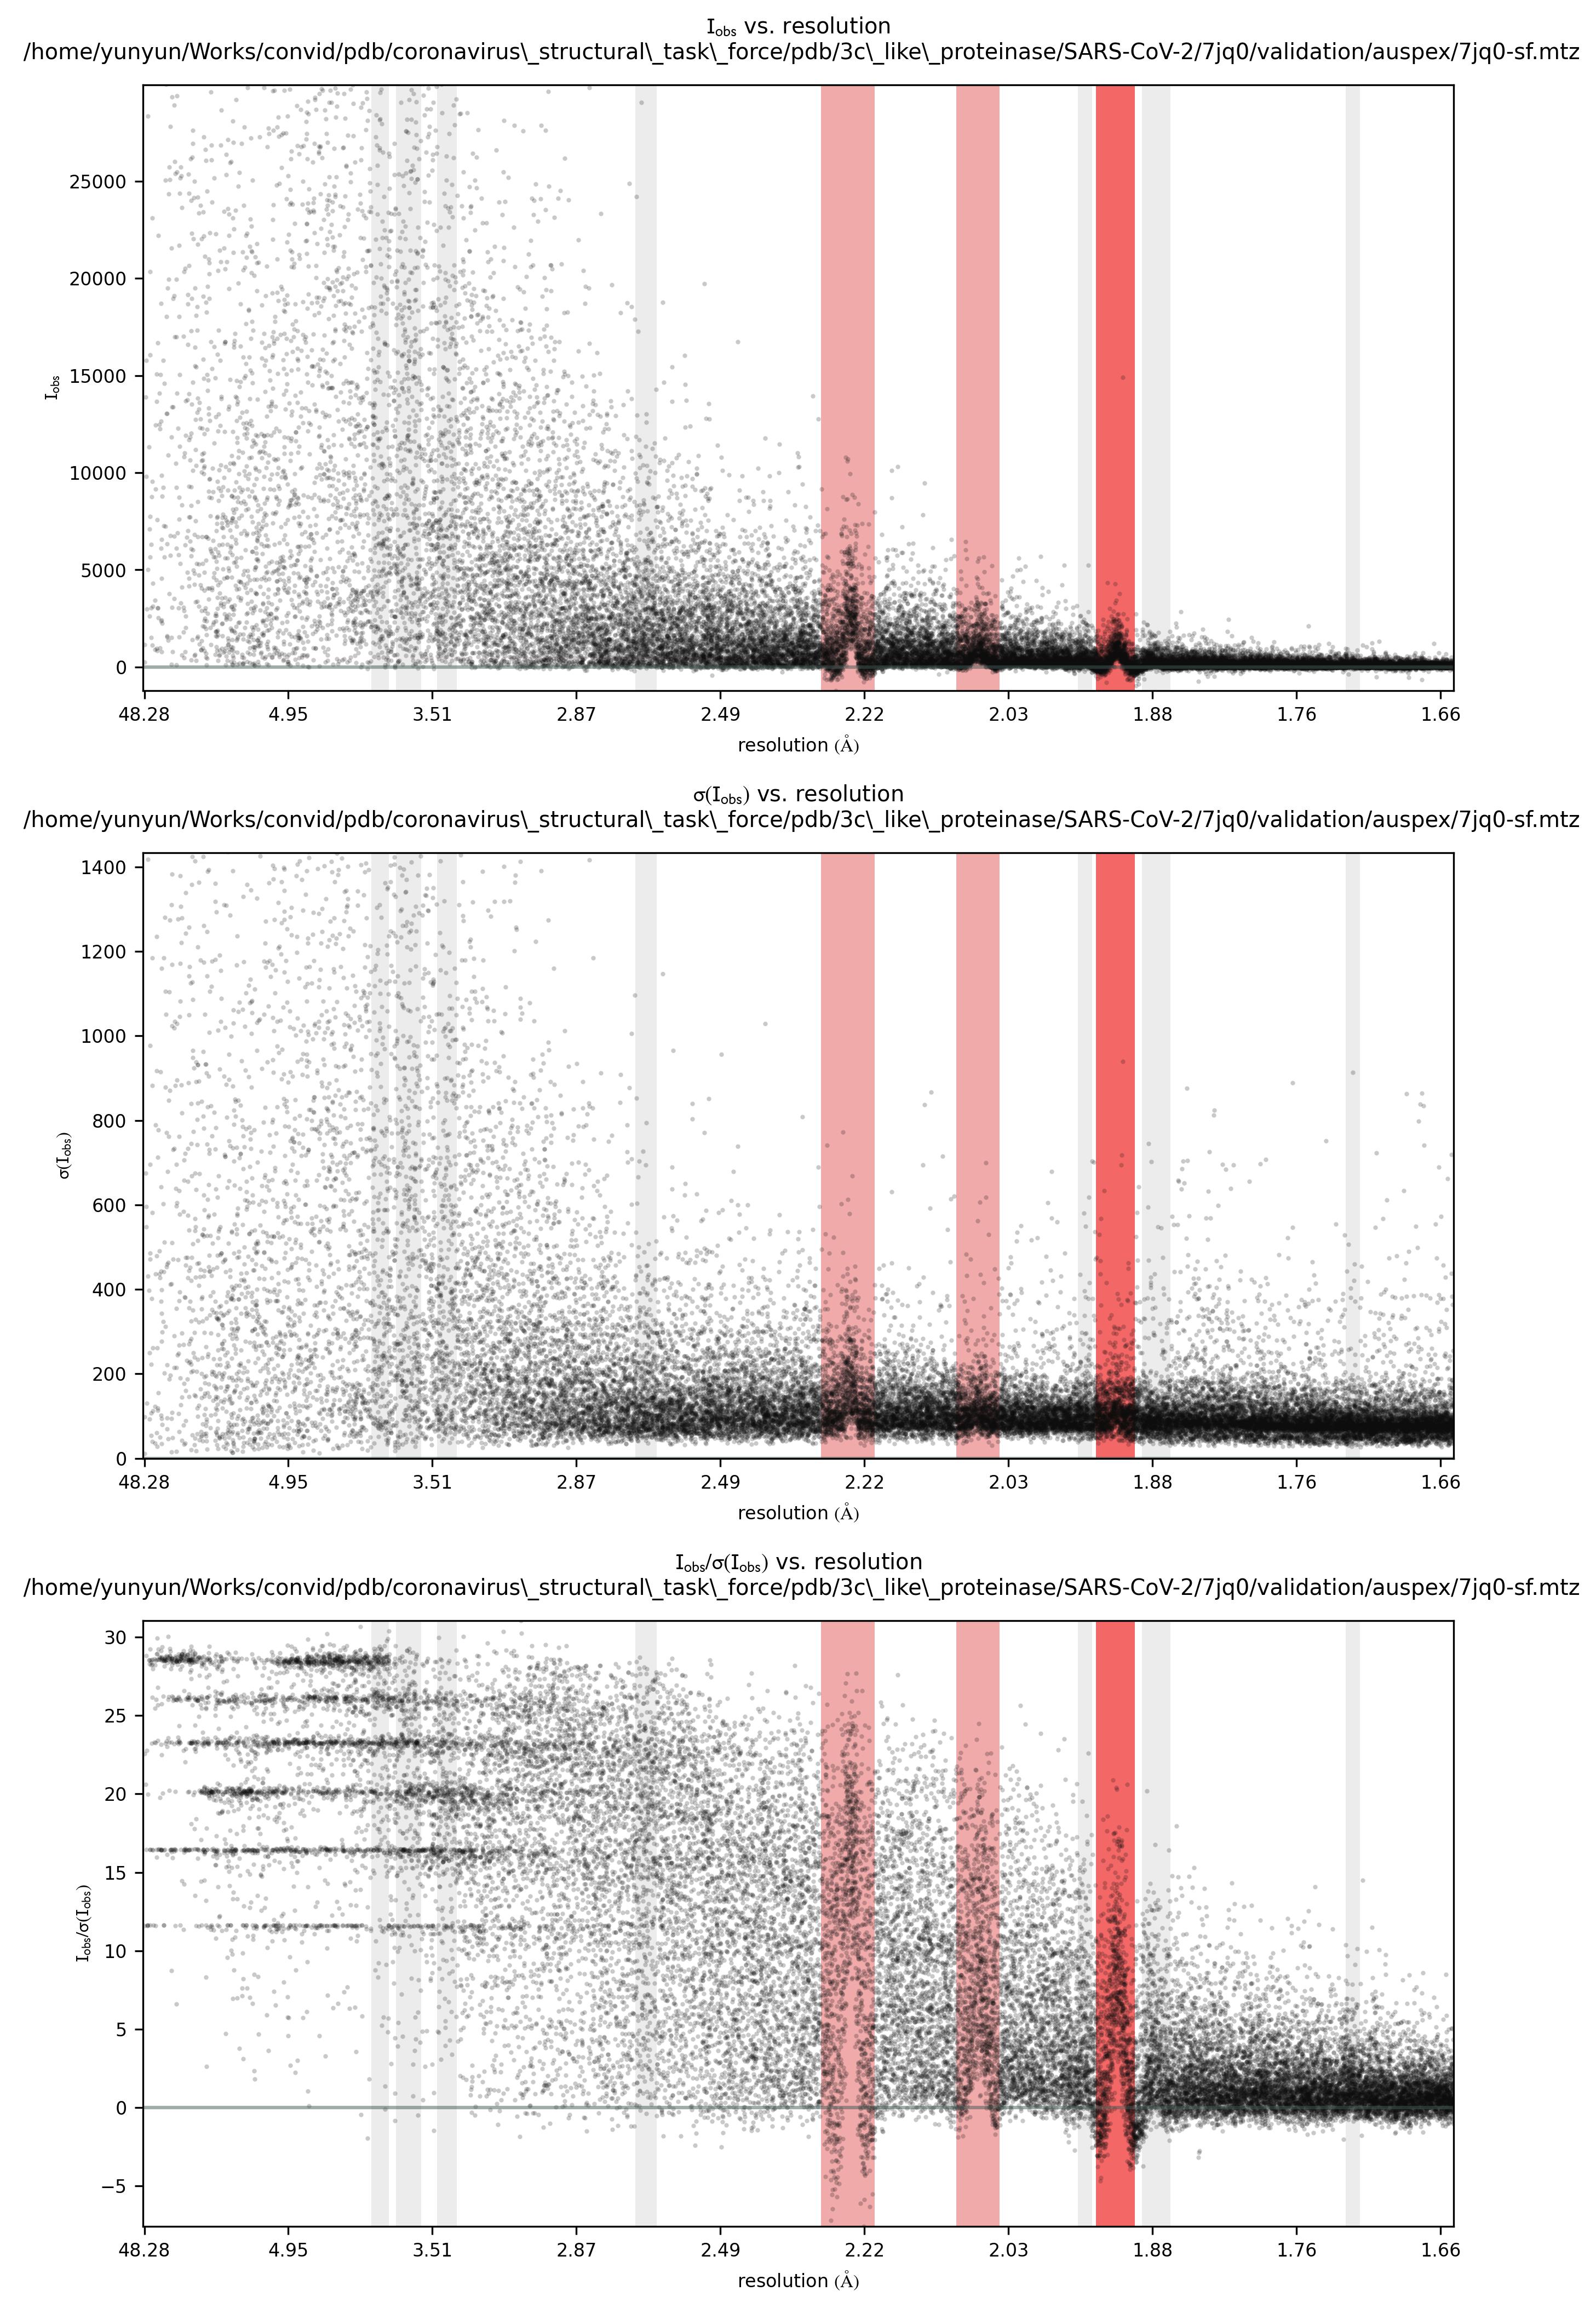 I_obs vs. resolution
/home/yunyun/Works/convid/pdb/coronavirus\_structural\_task\_force/pdb/3c\_like\_proteinase/SARS-CoV-2/7jq0/validation/auspex/7jq0-sf.mtz
25000
20000
15000
10000
5000
0
I_obs
48.28 4.95 3.51 2.87 2.49 2.22 2.03 1.88 1.76 1.66
resolution (Å)
σ(I_obs) vs. resolution
/home/yunyun/Works/convid/pdb/coronavirus\_structural\_task\_force/pdb/3c\_like\_proteinase/SARS-CoV-2/7jq0/validation/auspex/7jq0-sf.mtz
1400
1200
1000
800
600
400
200
0
σ(I_obs)
48.28 4.95 3.51 2.87 2.49 2.22 2.03 1.88 1.76 1.66
resolution (Å)
I_obs/σ(I_obs) vs. resolution
/home/yunyun/Works/convid/pdb/coronavirus\_structural\_task\_force/pdb/3c\_like\_proteinase/SARS-CoV-2/7jq0/validation/auspex/7jq0-sf.mtz
30
25
20
15
10
5
0
−5
I_obs/σ(I_obs)
48.28 4.95 3.51 2.87 2.49 2.22 2.03 1.88 1.76 1.66
resolution (Å)